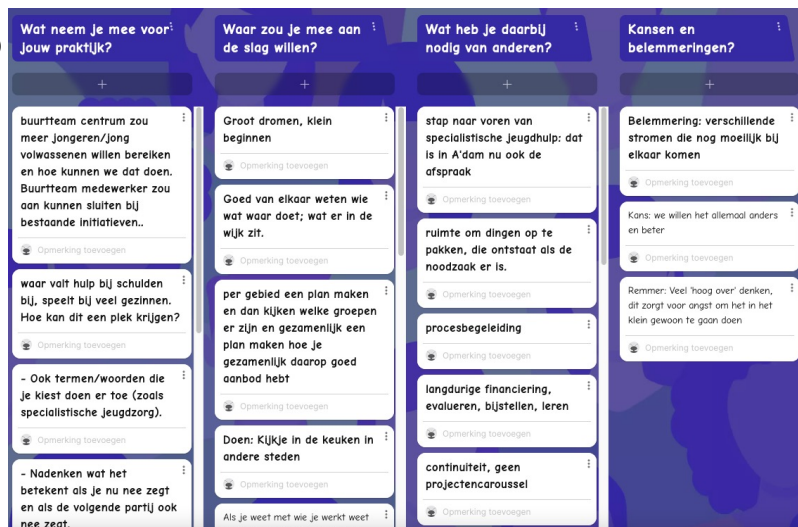 Wat neem je mee voor
jouw praktijk?
+
buurtteam centrum zou
meer jongeren/jong
volwassenen willen bereiken
en hoe kunnen we dat doen.
Buurtteam medewerker zou
aan kunnen sluiten bij
bestaande initiatieven..
Opmerking toevoegen
waar valt hulp bij schulden
bij, speelt bij veel gezinnen.
Hoe kan dit een plek krijgen?
Opmerking toevoegen
- Ook termen/woorden die
je kiest doen er toe (zoals
specialistische jeugdzorg).
Opmerking toevoegen
- Nadenken wat het
betekent als je nu nee zegt
en als de volgende partij ook
nee zegt.
Waar zou je mee aan
de slag willen?
+
Groot dromen, klein
beginnen
Opmerking toevoegen
Goed van elkaar weten wie
wat waar doet; wat er in de
wijk zit.
Opmerking toevoegen
per gebied een plan maken
en dan kijken welke groepen
er zijn en gezamenlijk een
plan maken hoe je
gezamenlijk daarop goed
aanbod hebt
Opmerking toevoegen
Doen: Kijkje in de keuken in
andere steden
Opmerking toevoegen
Als je weet met wie je werkt weet
Wat heb je daarbij
nodig van anderen?
+
stap naar voren van
specialistische jeugdhulp: dat
is in A'dam nu ook de
afspraak
Opmerking toevoegen
ruimte om dingen op te
pakken, die ontstaat als de
noodzaak er is.
Opmerking toevoegen
procesbegeleiding
Opmerking toevoegen
langdurige financiering,
evalueren, bijstellen, leren
Opmerking toevoegen
continuiteit, geen
projectencaroussel
Opmerking toevoegen
Kansen en
belemmeringen?
+
Belemmering: verschillende
stromen die nog moeilijk bij
elkaar komen
Opmerking toevoegen
Kans: we willen het allemaal anders
en beter
Opmerking toevoegen
Remmer: Veel 'hoog over' denken,
dit zorgt voor angst om het in het
klein gewoon te gaan doen
Opmerking toevoegen